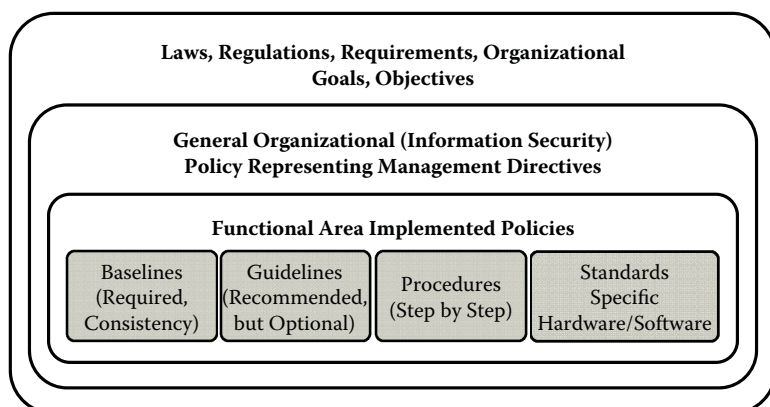 Laws, Regulations, Requirements, Organizational
Goals, Objectives
General Organizational (Information Security)
Policy Representing Management Directives
Functional Area Implemented Policies
Baselines
(Required,
Consistency)
Guidelines
(Recommended,
but Optional)
Procedures
(Step by Step)
Standards
Specific
Hardware/Software